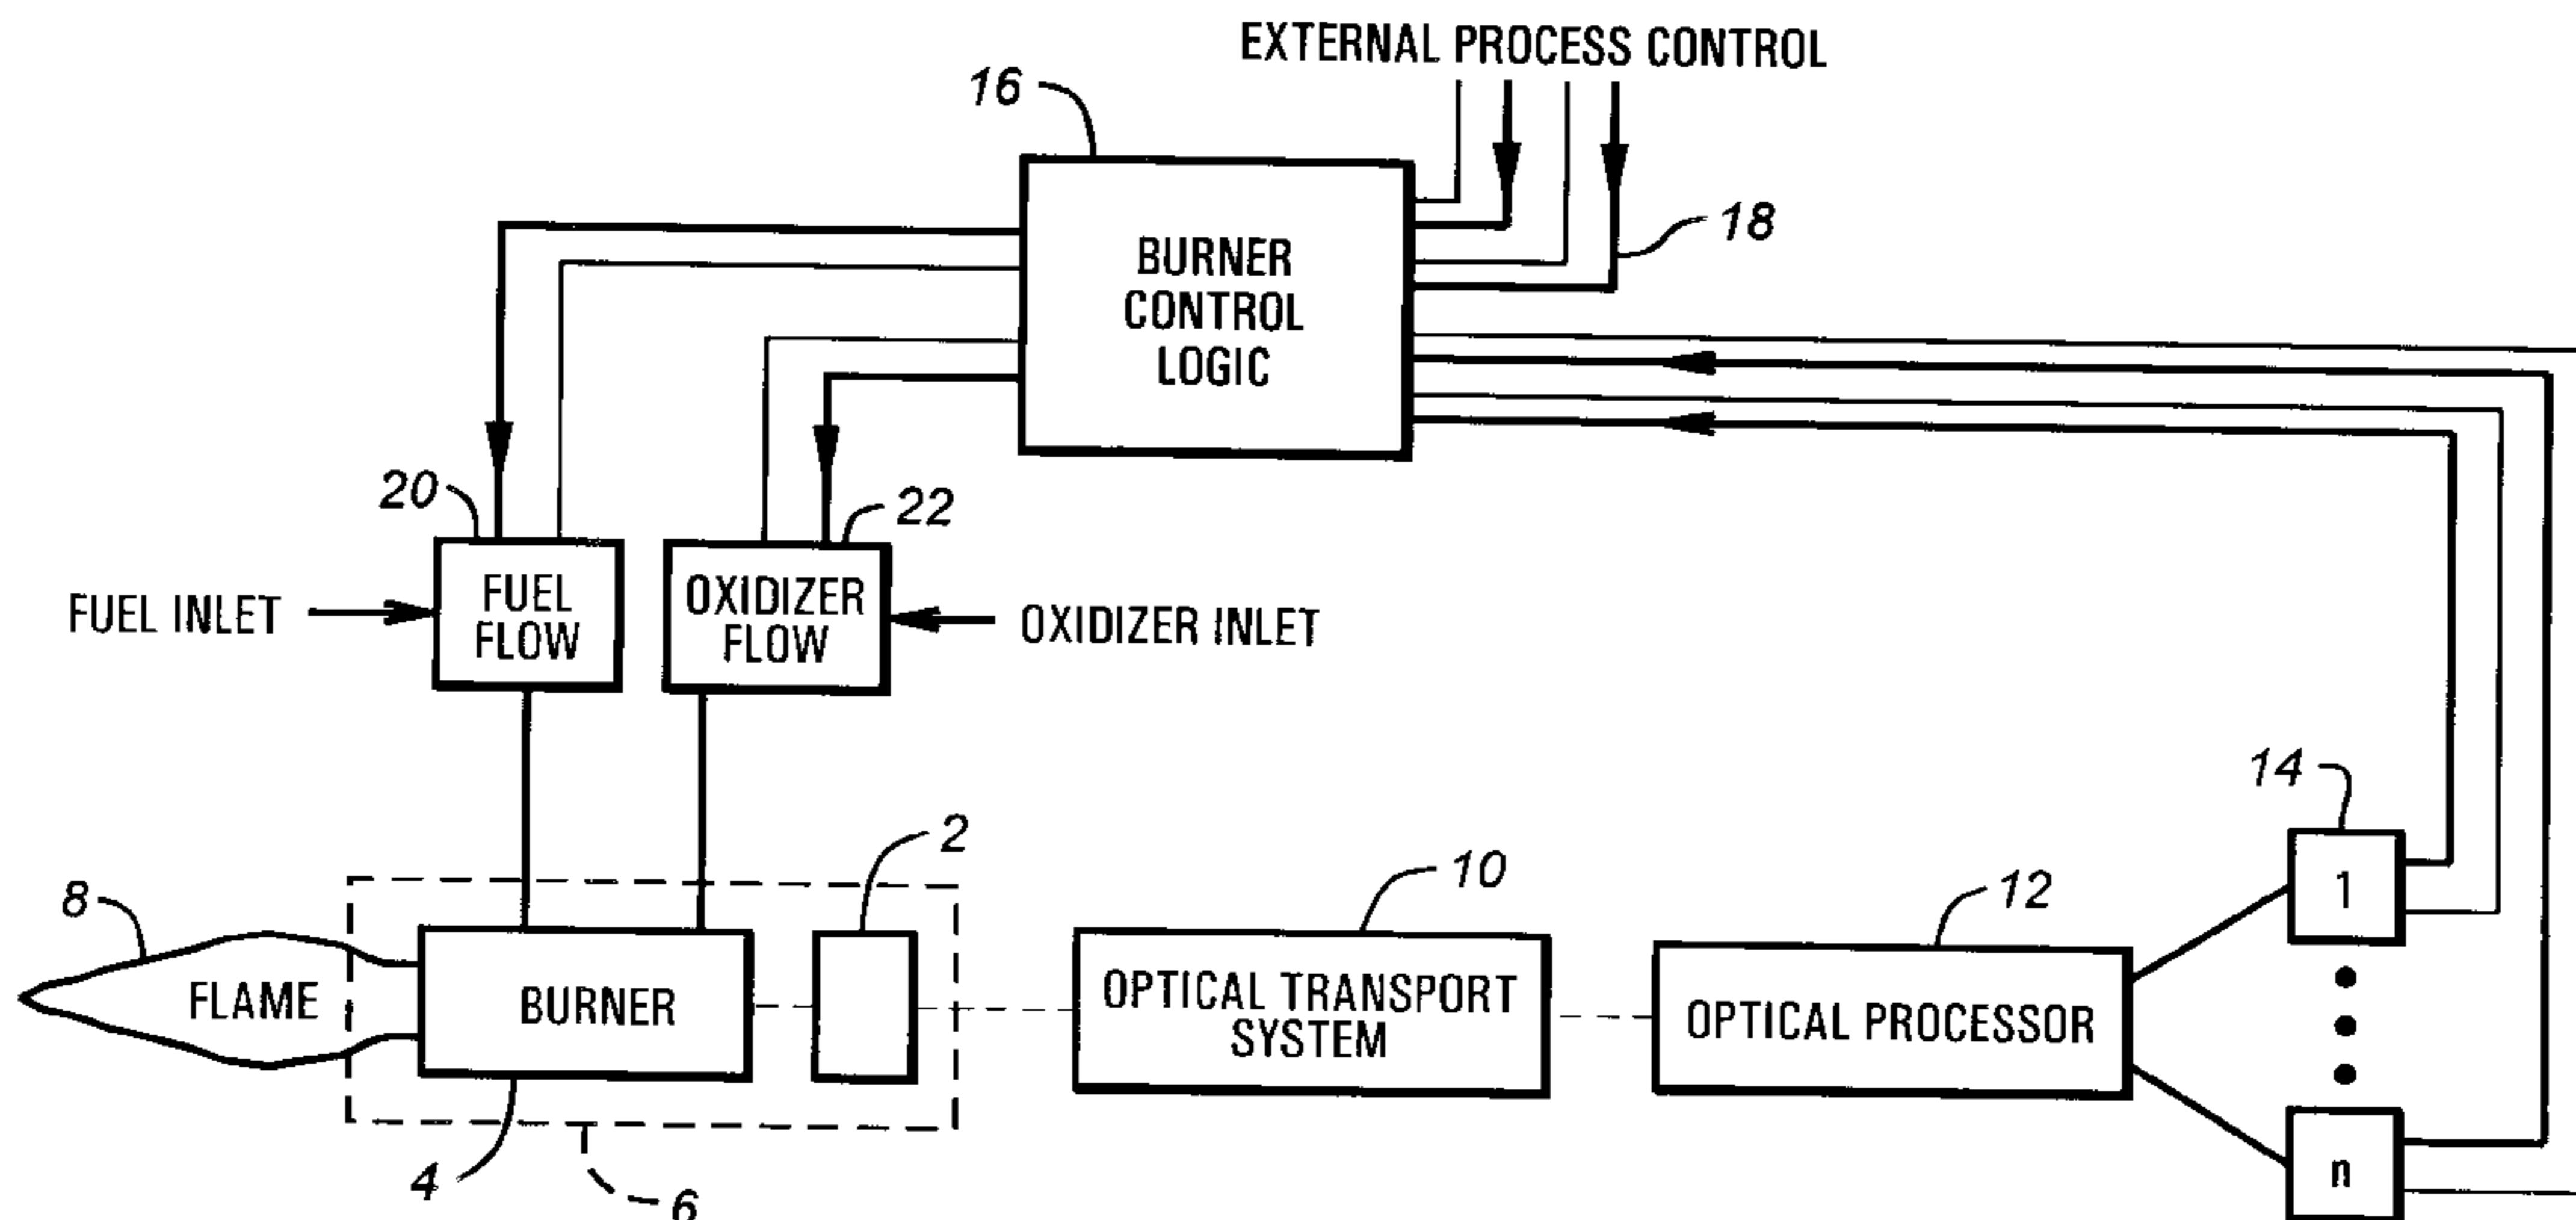 EXTERNAL PROCESS CONTROL
16
18
BURNER
CONTROL
LOGIC
20
22
FUEL INLET
FUEL
FLOW
OXIDIZER
FLOW
OXIDIZER INLET
14
2
8
10
12
1
FLAME
BURNER
OPTICAL TRANSPORT
SYSTEM
OPTICAL PROCESSOR
4
6
n